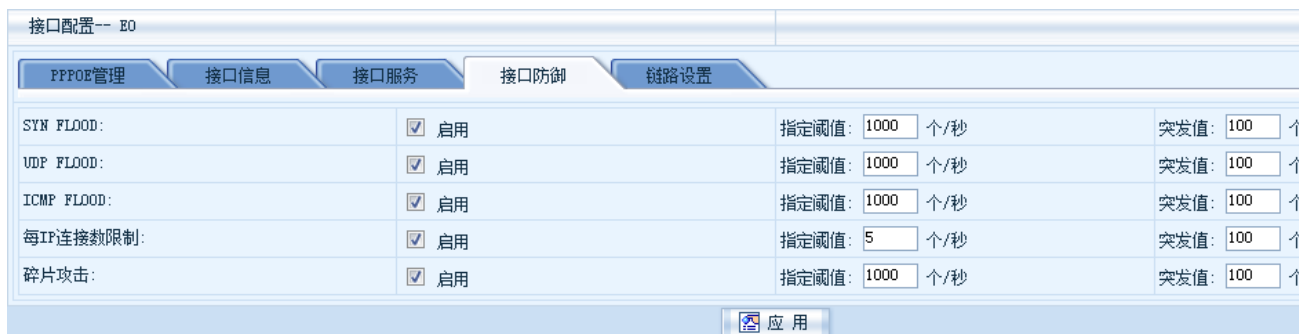 接口配置-- E0
PPPOE管理 接口信息 接口服务 接口防御 链路设置
SYN FLOOD: 启用 指定阈值: 1000 个/秒 突发值: 100 个
UDP FLOOD: 启用 指定阈值: 1000 个/秒 突发值: 100 个
ICMP FLOOD: 启用 指定阈值: 1000 个/秒 突发值: 100 个
每IP连接数限制: 启用 指定阈值: 5 个/秒 突发值: 100 个
碎片攻击: 启用 指定阈值: 1000 个/秒 突发值: 100 个
应 用